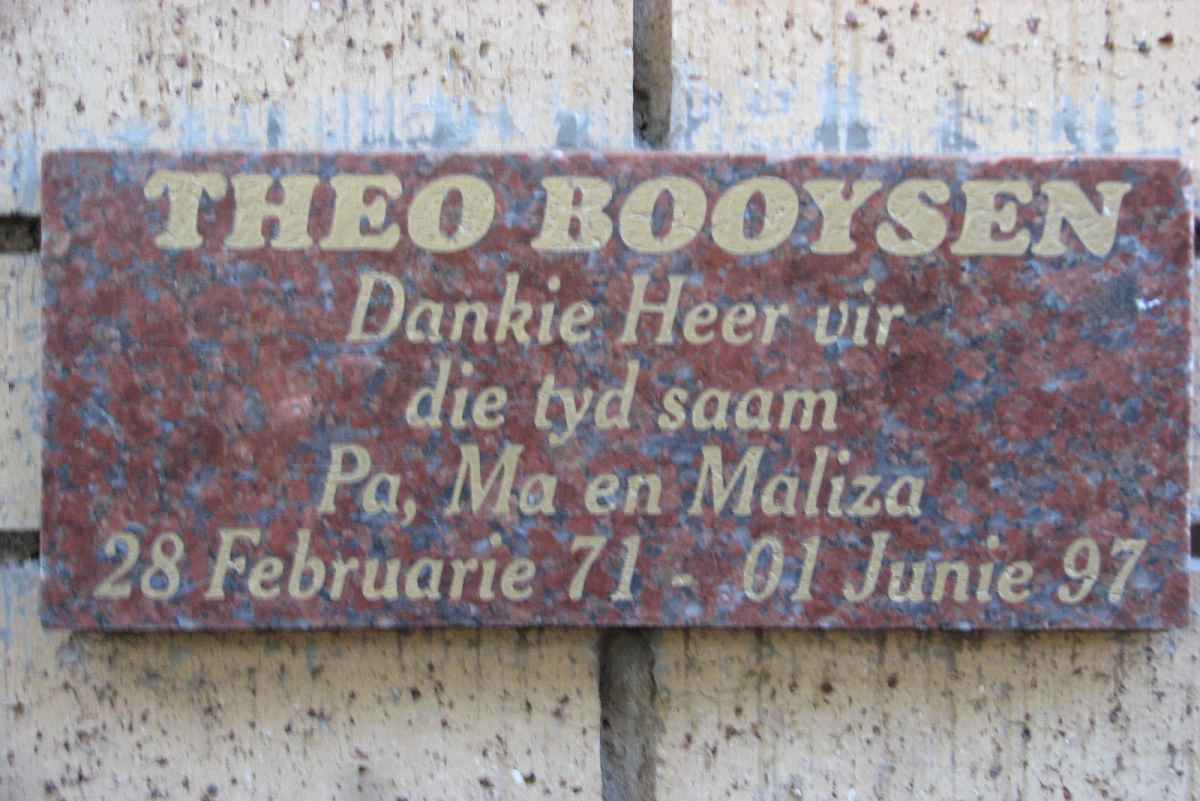 THEO BOOYSEN
Dankie Heer vir
die tyd saam
Pa, Ma en Maliza
28 Februarie 71 - 01 Junie 97